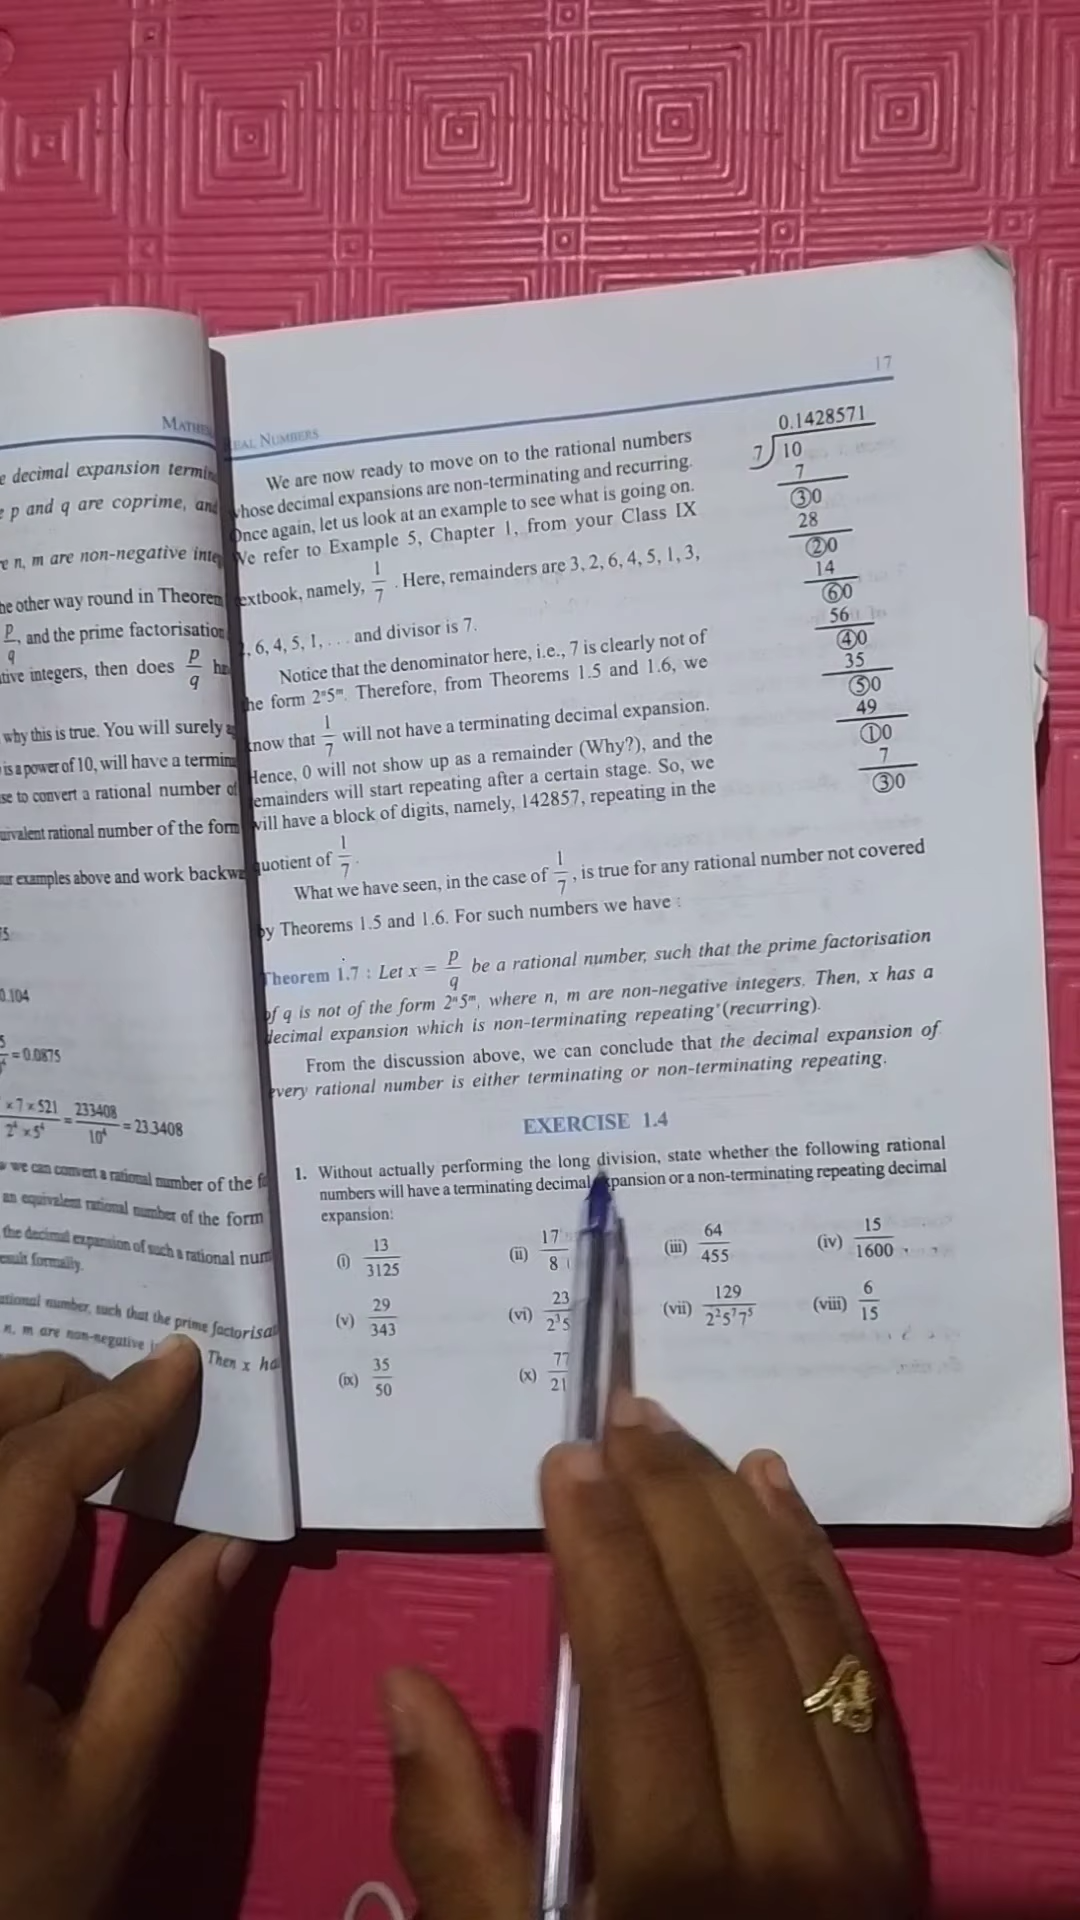 MATHE
e decimal expansion termin
e p and q are coprime, and
e n, m are non-negative inte
he other way round in Theorem
p/q, and the prime factorisation
tive integers, then does p/q ha
why this is true. You will surely
is a power of 10, will have a termin
se to convert a rational number of
uivalent rational number of the form
ur examples above and work backwa
0.104
= 0.0875
× 7 × 521 / 2⁴ × 5⁴ = 233408 / 10⁴ = 23.3408
we can convert a rational number of the f
an equivalent rational number of the form
the decimal expansion of such a rational num
esult formally.
ational number, such that the prime factorisa
n, m are non-negative
Then x ha
EAL NUMBERS
17
We are now ready to move on to the rational numbers
whose decimal expansions are non-terminating and recurring.
Once again, let us look at an example to see what is going on.
We refer to Example 5, Chapter 1, from your Class IX
extbook, namely, 1/7 . Here, remainders are 3, 2, 6, 4, 5, 1, 3,
2, 6, 4, 5, 1, . . . and divisor is 7.
Notice that the denominator here, i.e., 7 is clearly not of
the form 2ⁿ5ᵐ. Therefore, from Theorems 1.5 and 1.6, we
know that 1/7 will not have a terminating decimal expansion.
Hence, 0 will not show up as a remainder (Why?), and the
emainders will start repeating after a certain stage. So, we
will have a block of digits, namely, 142857, repeating in the
quotient of 1/7 .
0.1428571
7 10
7
30
28
20
14
60
56
40
35
50
49
10
7
30
What we have seen, in the case of 1/7, is true for any rational number not covered
by Theorems 1.5 and 1.6. For such numbers we have :
Theorem 1.7 : Let x = p/q be a rational number, such that the prime factorisation
of q is not of the form 2ⁿ5ᵐ, where n, m are non-negative integers. Then, x has a
decimal expansion which is non-terminating repeating (recurring).
From the discussion above, we can conclude that the decimal expansion of
every rational number is either terminating or non-terminating repeating.
EXERCISE 1.4
1. Without actually performing the long division, state whether the following rational
numbers will have a terminating decimal pansion or a non-terminating repeating decimal
expansion:
(i) 13/3125 (ii) 17/8 (iii) 64/455 (iv) 15/1600
(v) 29/343 (vi) 23/2³5 (vii) 129/2²5⁷7⁵ (viii) 6/15
(ix) 35/50 (x) 77/21